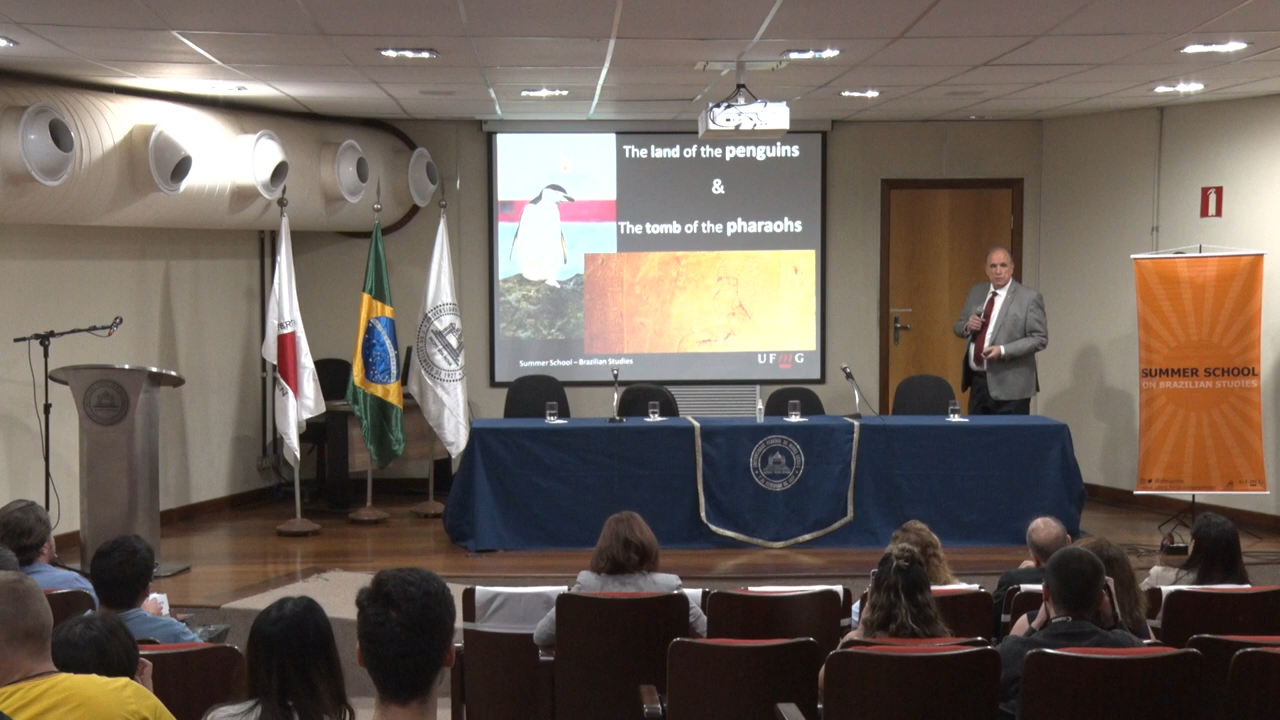 The land of the penguins
&
The tomb of the pharaohs
Summer School – Brazilian Studies
UFMG
SUMMER SCHOOL
ON BRAZILIAN STUDIES